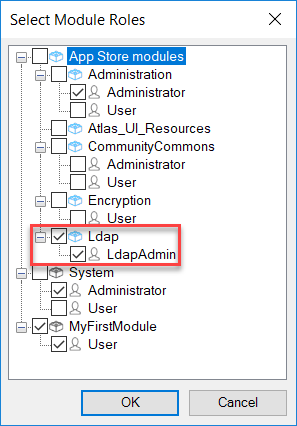 Select Module Roles
App Store modules
Administration
Administrator
User
Atlas_UI_Resources
CommunityCommons
Administrator
User
Encryption
User
Ldap
LdapAdmin
System
Administrator
User
MyFirstModule
User
OK
Cancel